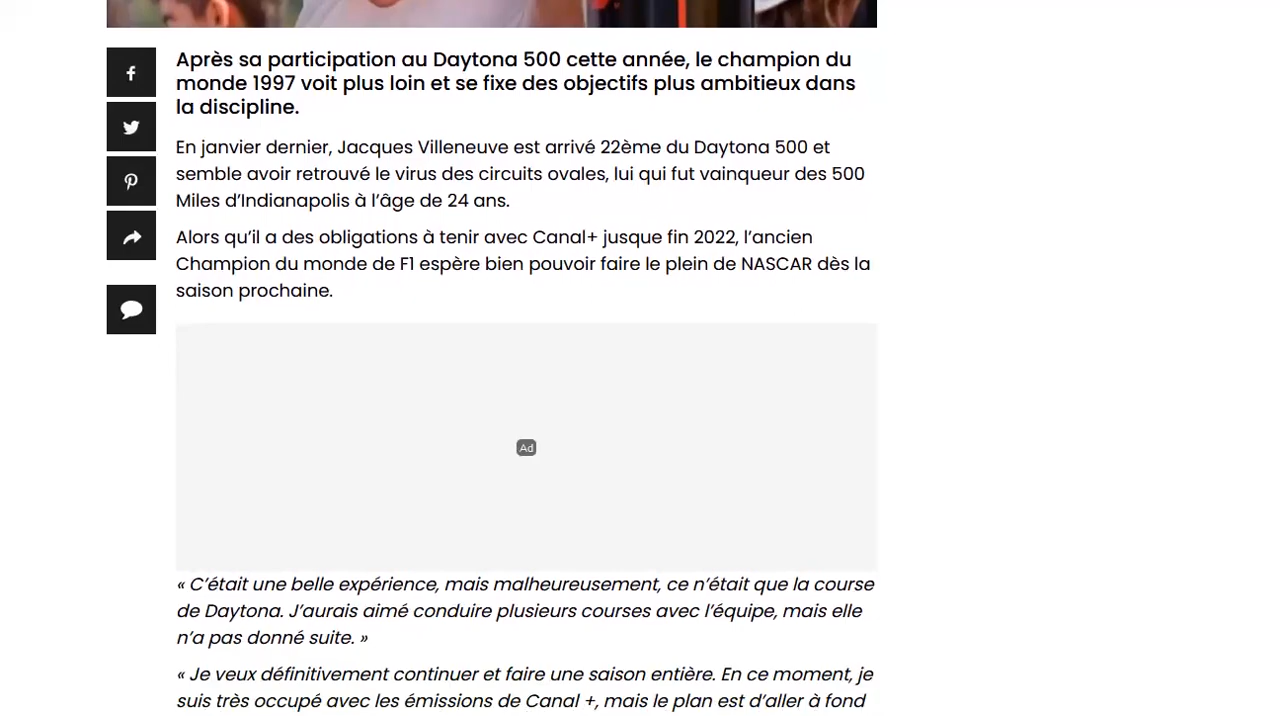 Après sa participation au Daytona 500 cette année, le champion du
monde 1997 voit plus loin et se fixe des objectifs plus ambitieux dans
la discipline.
En janvier dernier, Jacques Villeneuve est arrivé 22ème du Daytona 500 et
semble avoir retrouvé le virus des circuits ovales, lui qui fut vainqueur des 500
Miles d’Indianapolis à l’âge de 24 ans.
Alors qu’il a des obligations à tenir avec Canal+ jusque fin 2022, l’ancien
Champion du monde de F1 espère bien pouvoir faire le plein de NASCAR dès la
saison prochaine.
Ad
« C’était une belle expérience, mais malheureusement, ce n’était que la course
de Daytona. J’aurais aimé conduire plusieurs courses avec l’équipe, mais elle
n’a pas donné suite. »
« Je veux définitivement continuer et faire une saison entière. En ce moment, je
suis très occupé avec les émissions de Canal +, mais le plan est d’aller à fond